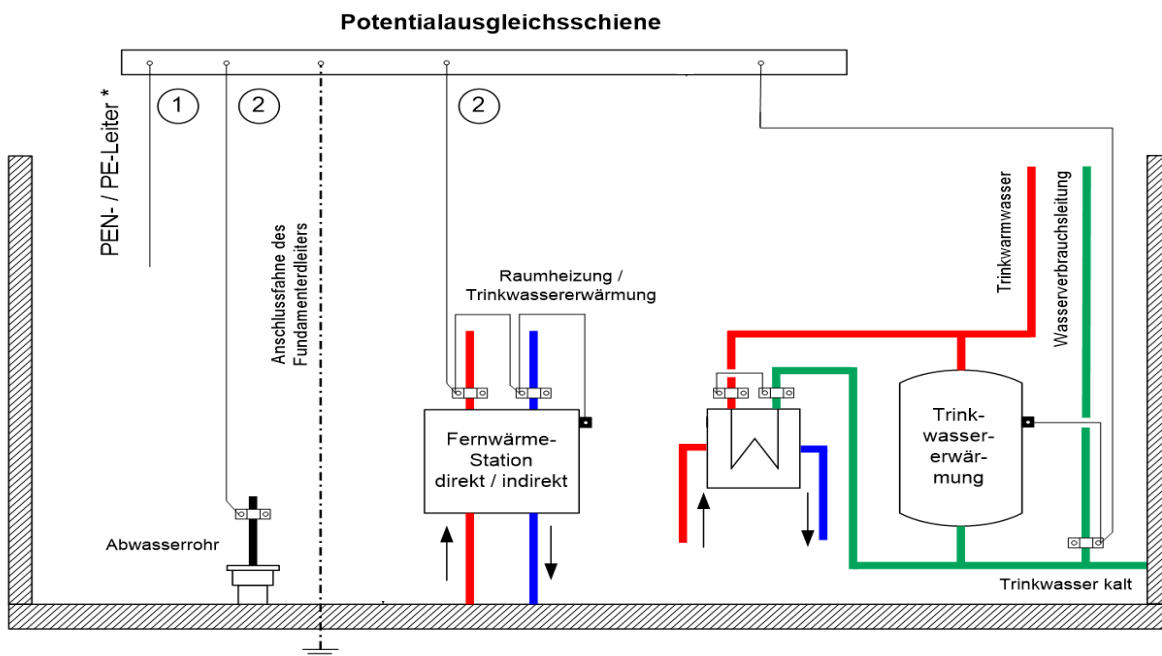 Potentialausgleichsschiene
PEN- / PE-Leiter *
1
2
2
Anschlussfahne des
Fundamenterdleiters
Raumheizung /
Trinkwassererwärmung
Trinkwarmwasser
Wasserverbrauchsleitung
Fernwärme-
Station
direkt / indirekt
Trink-
wasser-
erwär-
mung
Abwasserrohr
Trinkwasser kalt